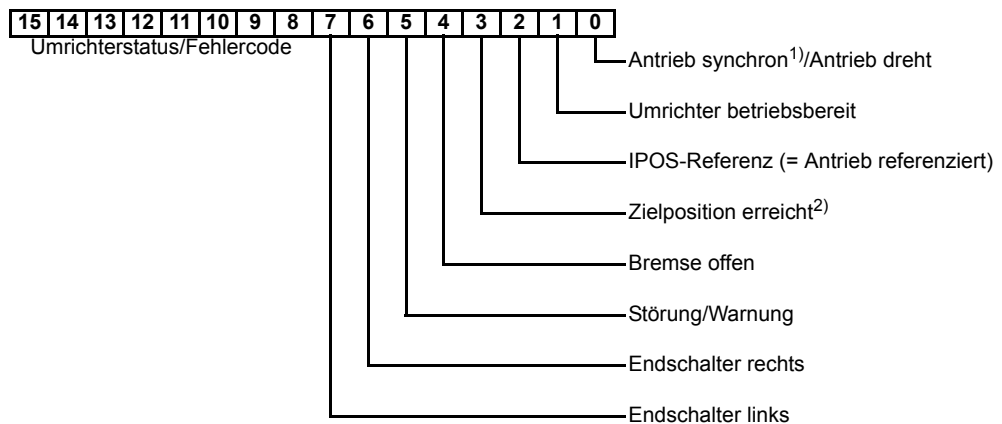 15 14 13 12 11 10 9 8 7 6 5 4 3 2 1 0
Umrichterstatus/Fehlercode
Antrieb synchron1)/Antrieb dreht
Umrichter betriebsbereit
IPOS-Referenz (= Antrieb referenziert)
Zielposition erreicht2)
Bremse offen
Störung/Warnung
Endschalter rechts
Endschalter links